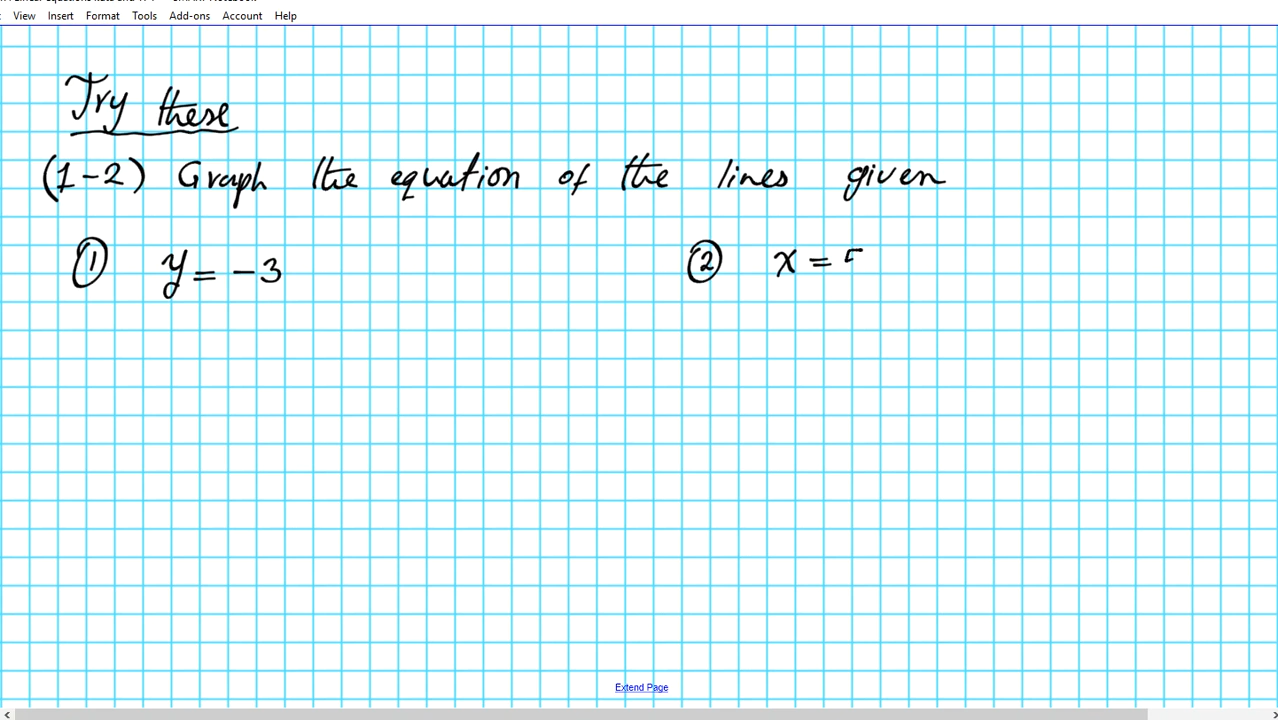 View Insert Format Tools Add-ons Account Help
Try these
(1-2) Graph the equation of the lines given
① y = -3 ② x =
Extend Page